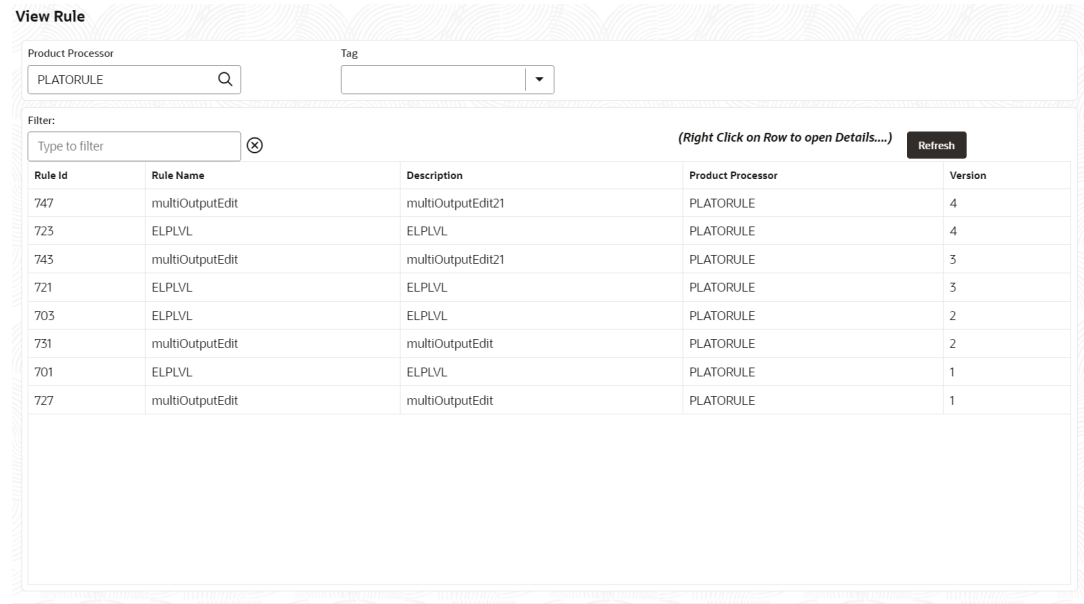 View Rule
Product Processor Tag
PLATORULE
Filter:
Type to filter (Right Click on Row to open Details....) Refresh
Rule Id Rule Name Description Product Processor Version
747 multiOutputEdit multiOutputEdit21 PLATORULE 4
723 ELPLVL ELPLVL PLATORULE 4
743 multiOutputEdit multiOutputEdit21 PLATORULE 3
721 ELPLVL ELPLVL PLATORULE 3
703 ELPLVL ELPLVL PLATORULE 2
731 multiOutputEdit multiOutputEdit PLATORULE 2
701 ELPLVL ELPLVL PLATORULE 1
727 multiOutputEdit multiOutputEdit PLATORULE 1